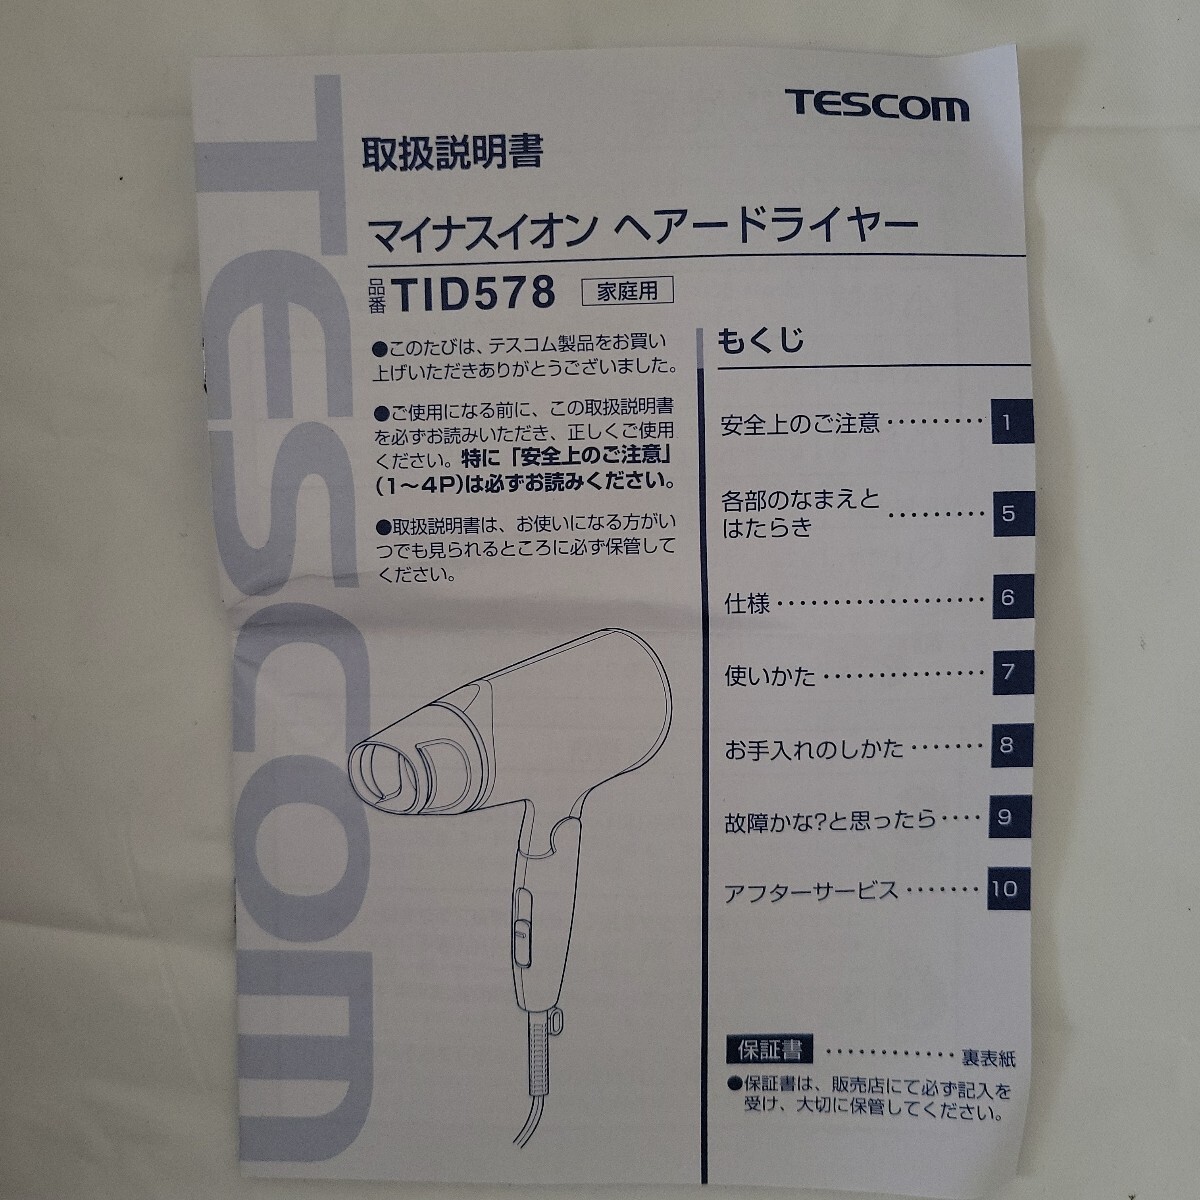 TESCOM
TESCOM
取扱説明書
マイナスイオン ヘアードライヤー
品番 TID578 家庭用
●このたびは、テスコム製品をお買い
上げいただきありがとうございました。
●ご使用になる前に、この取扱説明書
を必ずお読みいただき、正しくご使用
ください。特に「安全上のご注意」
(1～4P)は必ずお読みください。
●取扱説明書は、お使いになる方がい
つでも見られるところに必ず保管して
ください。
もくじ
安全上のご注意・・・・・・・・・ 1
各部のなまえと
はたらき ・・・・・・・・・ 5
仕様・・・・・・・・・・・・・・・・・・・ 6
使いかた・・・・・・・・・・・・・・・ 7
お手入れのしかた・・・・・・・ 8
故障かな?と思ったら・・・・ 9
アフターサービス・・・・・・・ 10
保証書 ・・・・・・・・・・・・ 裏表紙
●保証書は、販売店にて必ず記入を
受け、大切に保管してください。